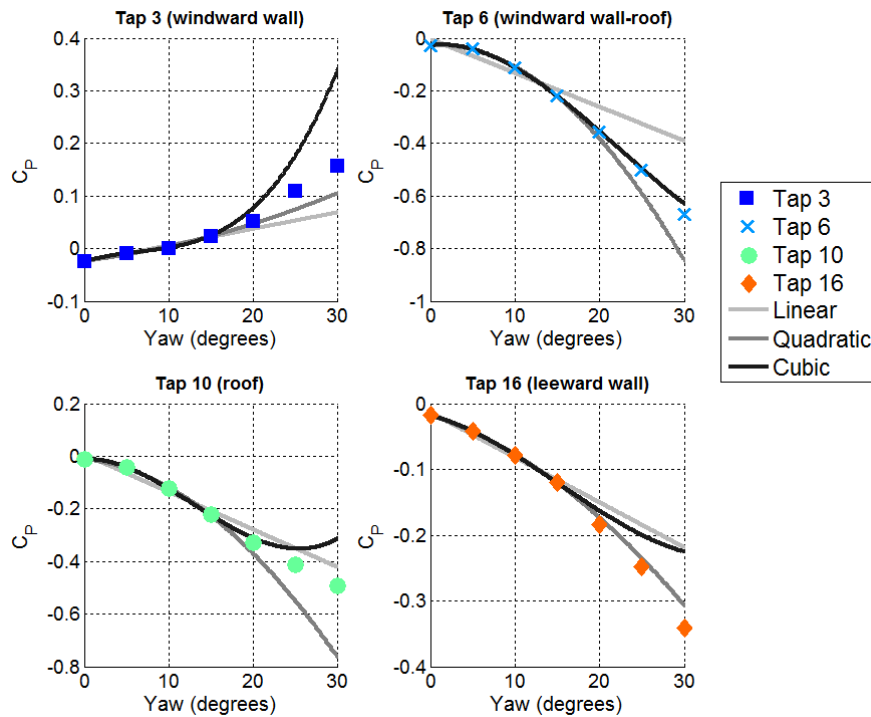 Tap 3 (windward wall)
0.4
0.3
0.2
0.1
0
-0.1
C_P
0 10 20 30
Yaw (degrees)
Tap 6 (windward wall-roof)
0
-0.2
-0.4
-0.6
-0.8
-1
C_P
0 10 20 30
Yaw (degrees)
Tap 3
Tap 6
Tap 10
Tap 16
Linear
Quadratic
Cubic
Tap 10 (roof)
0.2
0
-0.2
-0.4
-0.6
-0.8
C_P
0 10 20 30
Yaw (degrees)
Tap 16 (leeward wall)
0
-0.1
-0.2
-0.3
-0.4
C_P
0 10 20 30
Yaw (degrees)